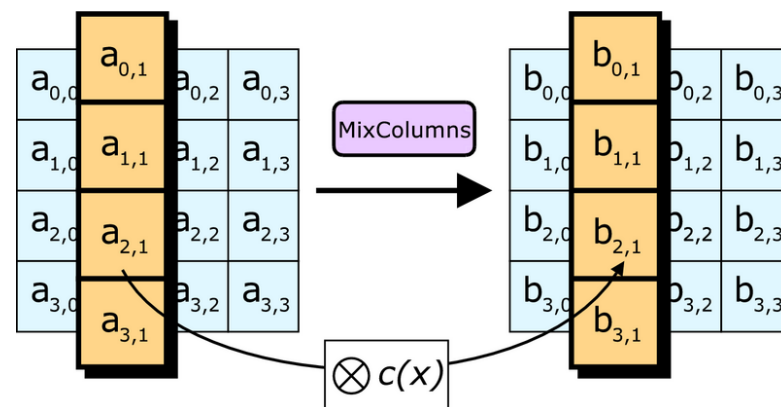 a0,0 a0,1 a0,2 a0,3
a1,0 a1,1 a1,2 a1,3
a2,0 a2,1 a2,2 a2,3
a3,0 a3,1 a3,2 a3,3
MixColumns
b0,0 b0,1 b0,2 b0,3
b1,0 b1,1 b1,2 b1,3
b2,0 b2,1 b2,2 b2,3
b3,0 b3,1 b3,2 b3,3
⊗ c(x)